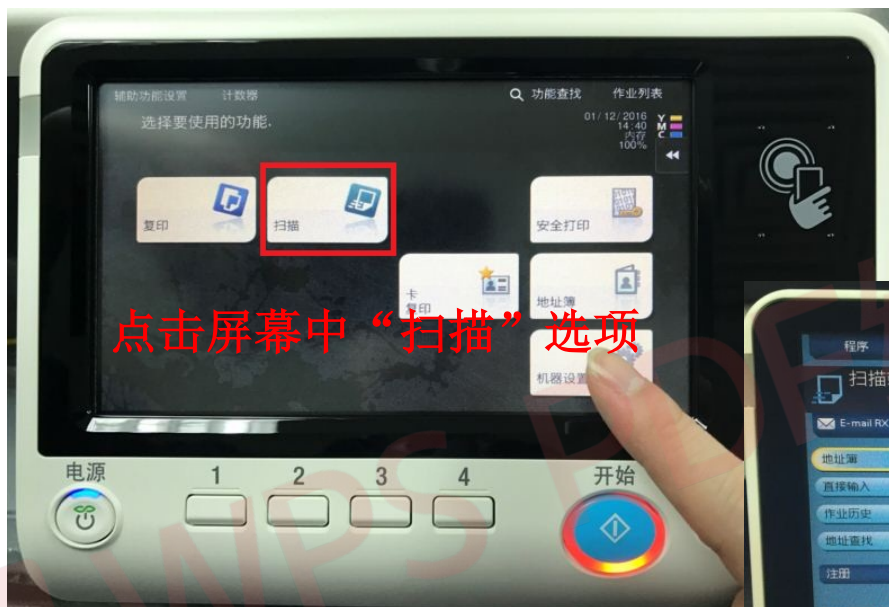 辅助功能设置 计数器 功能查找 作业列表
选择要使用的功能.
01/12/2016
14:40
内存
100%
Y
M
C
复印
扫描
安全打印
卡
复印
地址簿
点击屏幕中“扫描”选项
机器设置
电源
1 2 3 4
开始
程序
扫描
E-mail RX
地址簿
直接输入
作业历史
地址查找
注册
WPS PDF